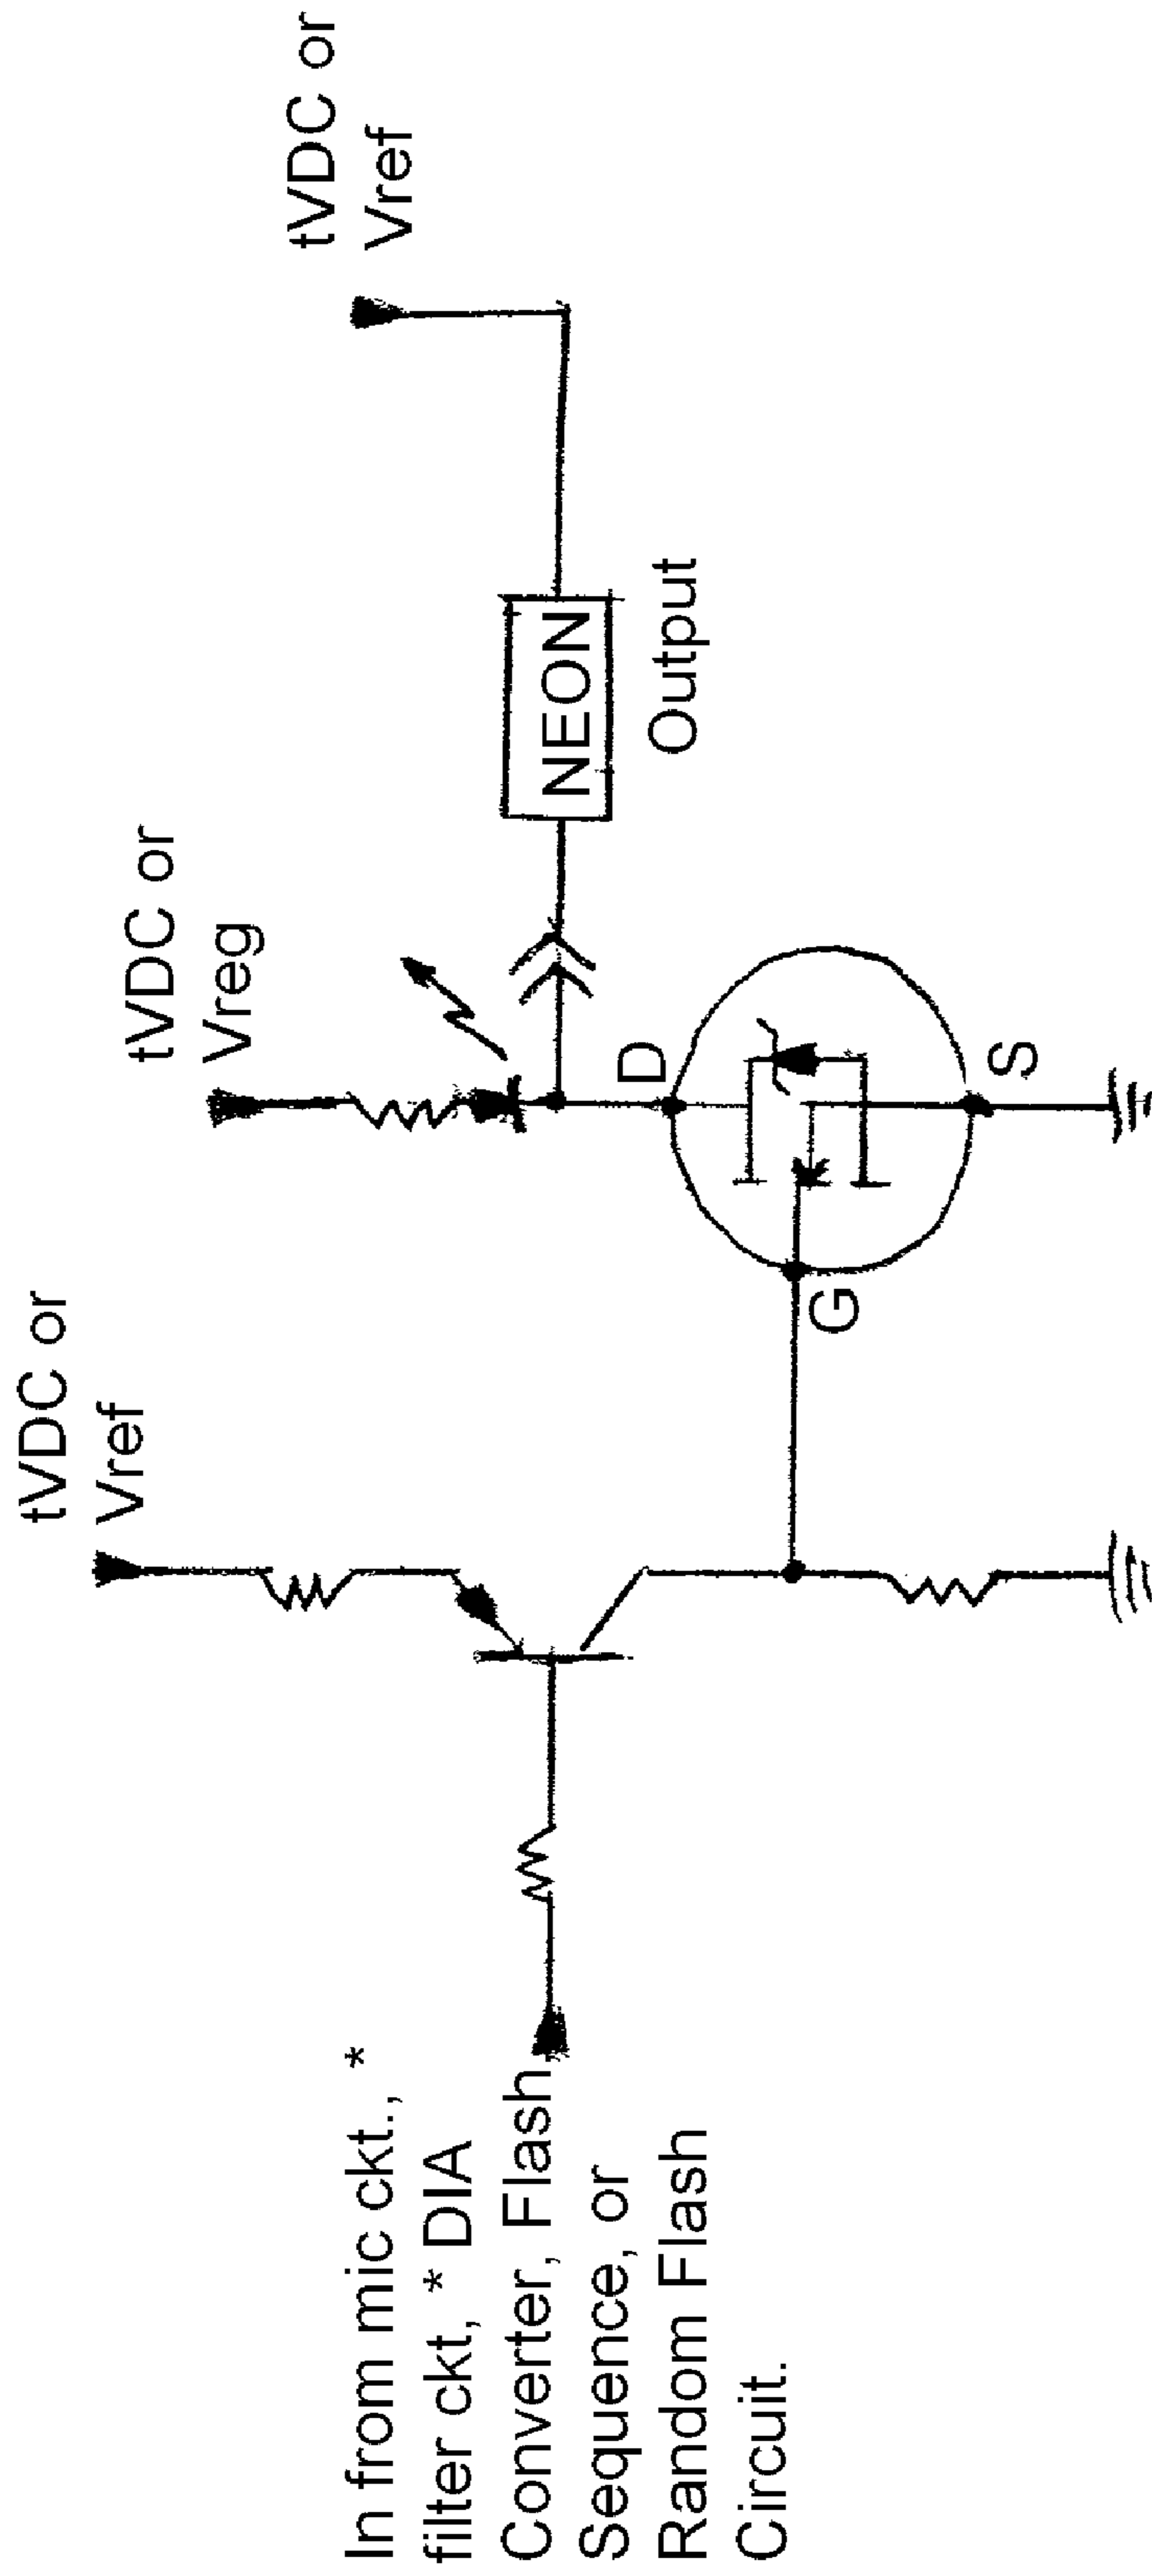 In from mic ckt., *
filter ckt, * DIA
Converter, Flash
Sequence, or
Random Flash
Circuit.
tVDC or
Vref
tVDC or
Vreg
tVDC or
Vref
G
D
S
NEON
Output